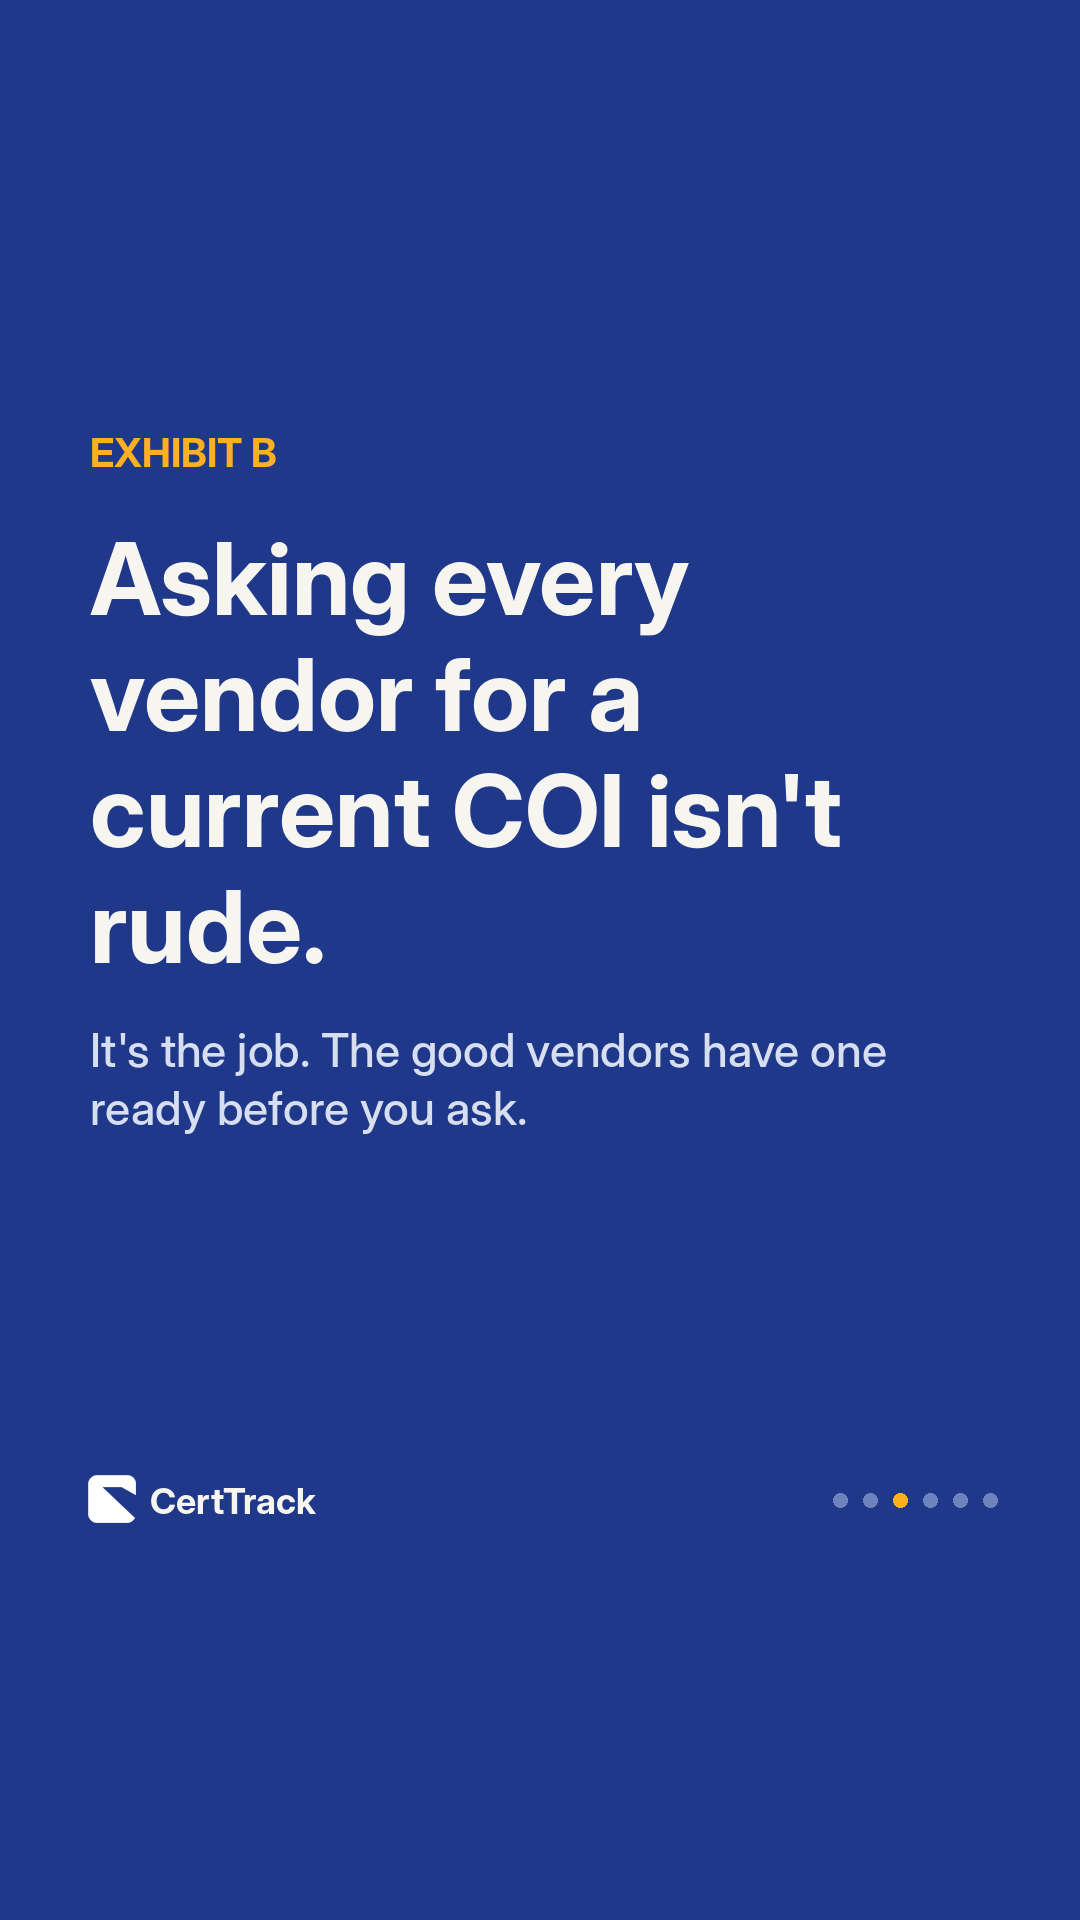 EXHIBIT B
Asking every
vendor for a
current COI isn't
rude.
It's the job. The good vendors have one
ready before you ask.
CertTrack